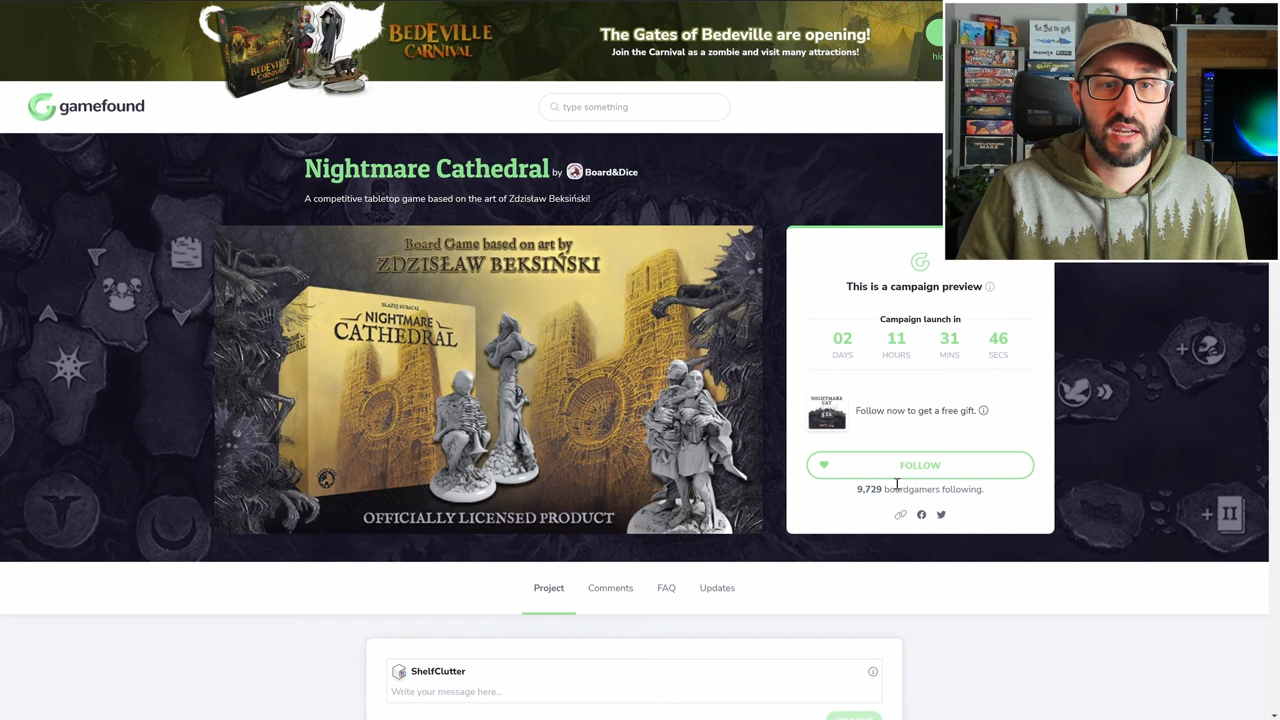 BEDEVILLE
CARNIVAL
The Gates of Bedeville are opening!
Join the Carnival as a zombie and visit many attractions!
gamefound
type something
Nightmare Cathedral by Board&Dice
A competitive tabletop game based on the art of Zdzisław Beksiński!
Board Game based on art by
ZDZISŁAW BEKSIŃSKI
BŁAŻEJ KUBACKI
NIGHTMARE
CATHEDRAL
OFFICIALLY LICENSED PRODUCT
This is a campaign preview
Campaign launch in
02 11 31 46
DAYS HOURS MINS SECS
Follow now to get a free gift.
FOLLOW
9,729 boardgamers following.
+II
Project Comments FAQ Updates
ShelfClutter
Write your message here...